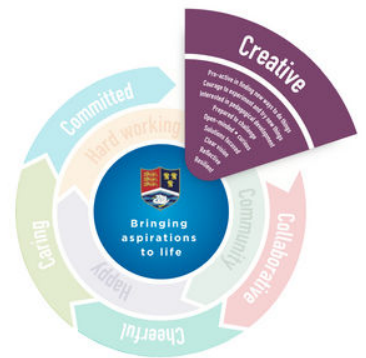 Creative
Pro-active in finding new ways to do things
Courage to experiment and try new things
Interested in pedagogical development
Prepared to challenge
Open-minded + curious
Solutions focused
Clear vision
Reflective
Resilient
Committed
Hard working
Caring
Happy
Cheerful
Community
Collaborative
Bringing
aspirations
to life